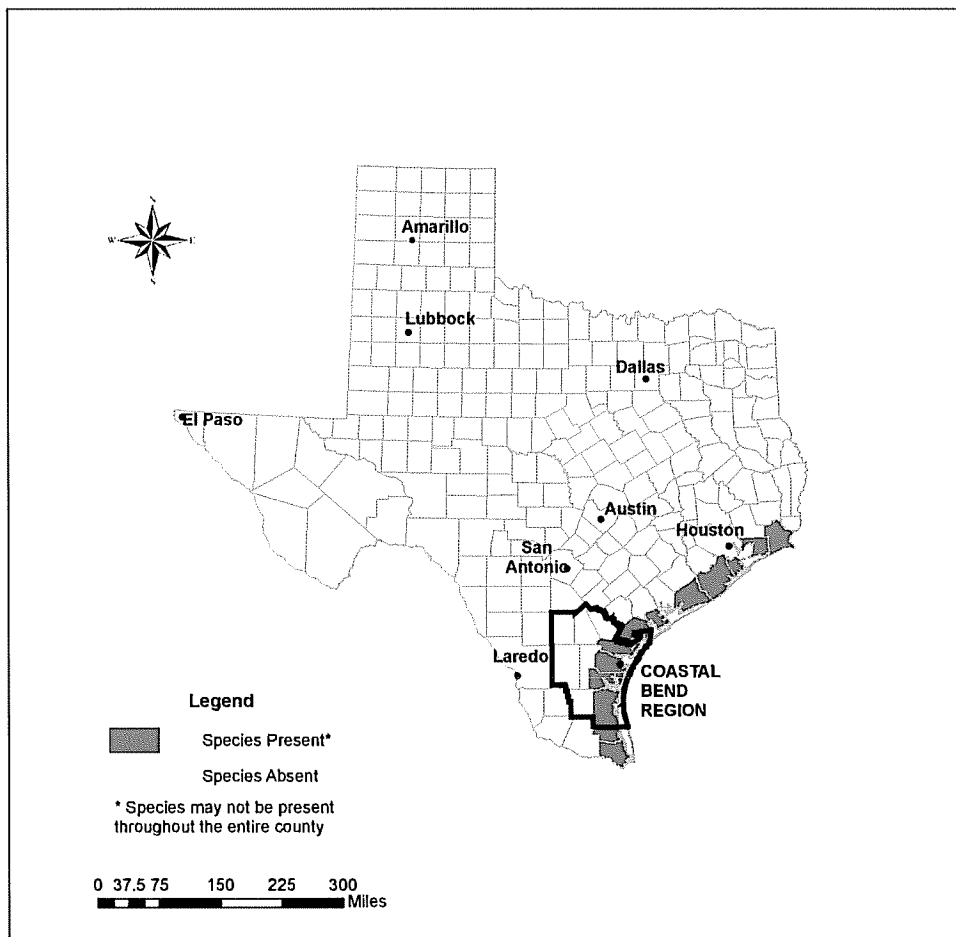 N
W
E
N
Amarillo
Lubbock
Dallas
El Paso
Austin
Houston
San
Antonio
Laredo
COASTAL
BEND
REGION
Legend
Species Present*
Species Absent
* Species may not be present
throughout the entire county
0 37.5 75 150 225 300
Miles